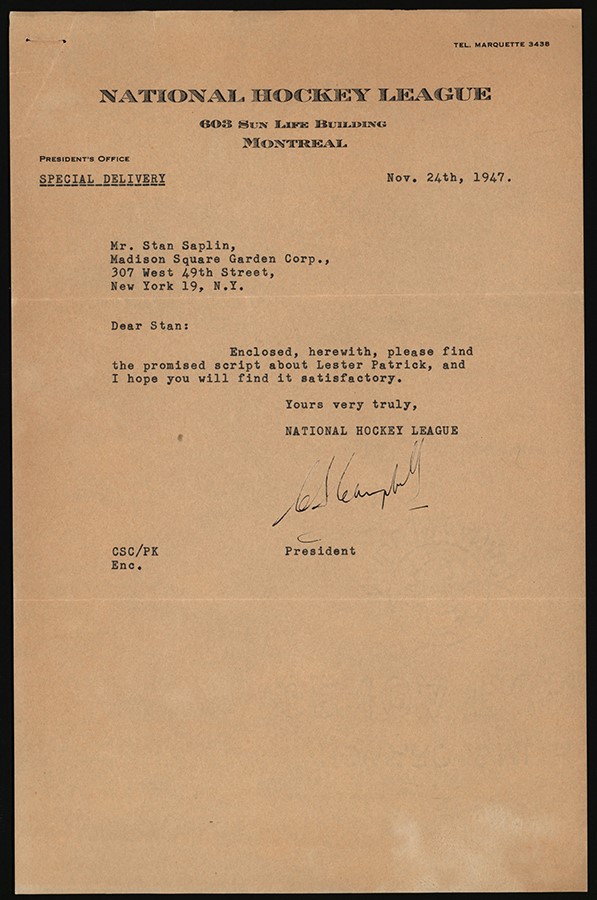 TEL. MARQUETTE 3438
NATIONAL HOCKEY LEAGUE
603 SUN LIFE BUILDING
MONTREAL
PRESIDENT'S OFFICE
SPECIAL DELIVERY
Nov. 24th, 1947.
Mr. Stan Saplin,
Madison Square Garden Corp.,
307 West 49th Street,
New York 19, N.Y.
Dear Stan:
Enclosed, herewith, please find
the promised script about Lester Patrick, and
I hope you will find it satisfactory.
Yours very truly,
NATIONAL HOCKEY LEAGUE
CS Campbell
President
CSC/PK
Enc.